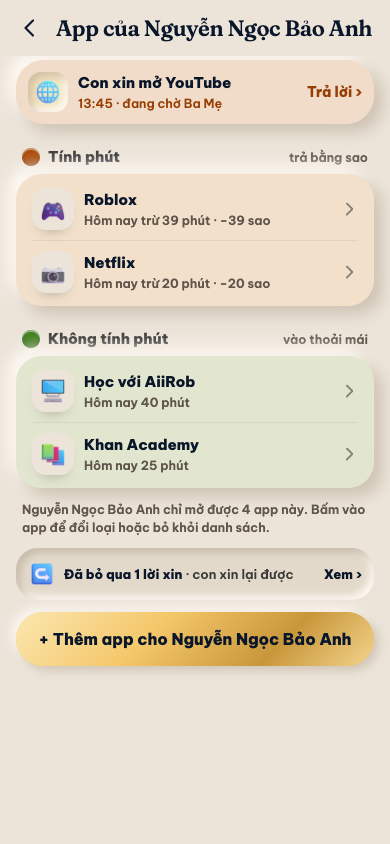 App của Nguyễn Ngọc Bảo Anh
Con xin mở YouTube
13:45 · đang chờ Ba Mẹ
Trả lời ›
Tính phút
trả bằng sao
Roblox
Hôm nay trừ 39 phút · −39 sao
Netflix
Hôm nay trừ 20 phút · −20 sao
Không tính phút
vào thoải mái
Học với AiiRob
Hôm nay 40 phút
Khan Academy
Hôm nay 25 phút
Nguyễn Ngọc Bảo Anh chỉ mở được 4 app này. Bấm vào
app để đổi loại hoặc bỏ khỏi danh sách.
Đã bỏ qua 1 lời xin · con xin lại được
Xem ›
+ Thêm app cho Nguyễn Ngọc Bảo Anh